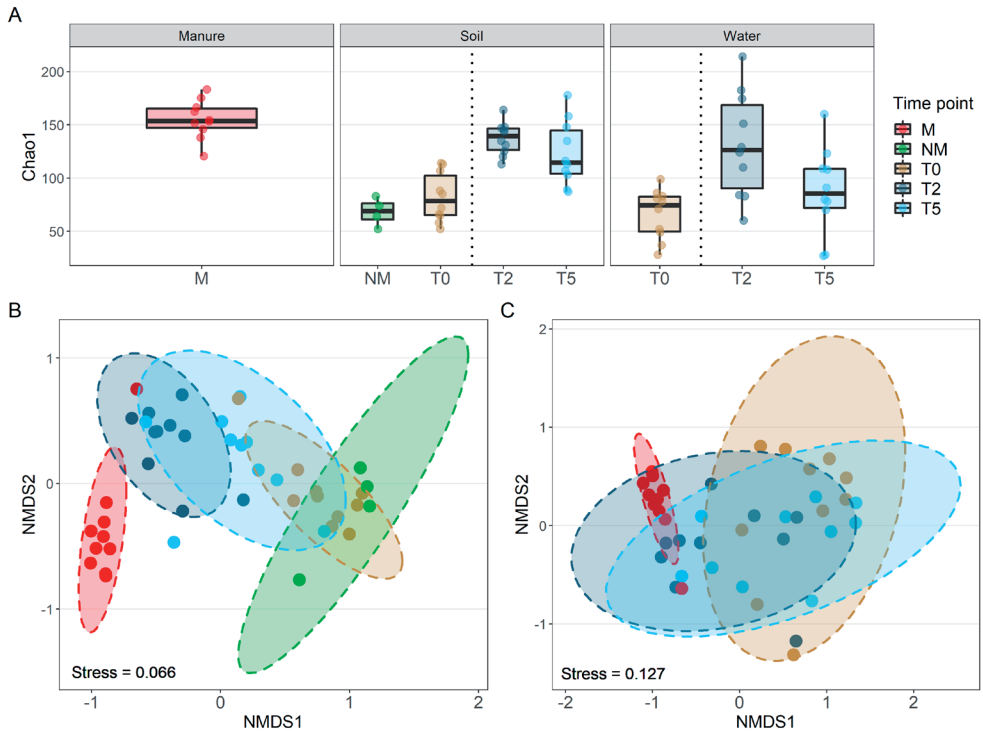 A
Manure Soil Water
200
150
100
50
Chao1
M NM T0 T2 T5 T0 T2 T5
Time point
M
NM
T0
T2
T5
B
1
0
-1
NMDS2
Stress = 0.066
-1 0 1 2
NMDS1
C
2
1
0
-1
NMDS2
Stress = 0.127
-2 -1 0 1 2
NMDS1